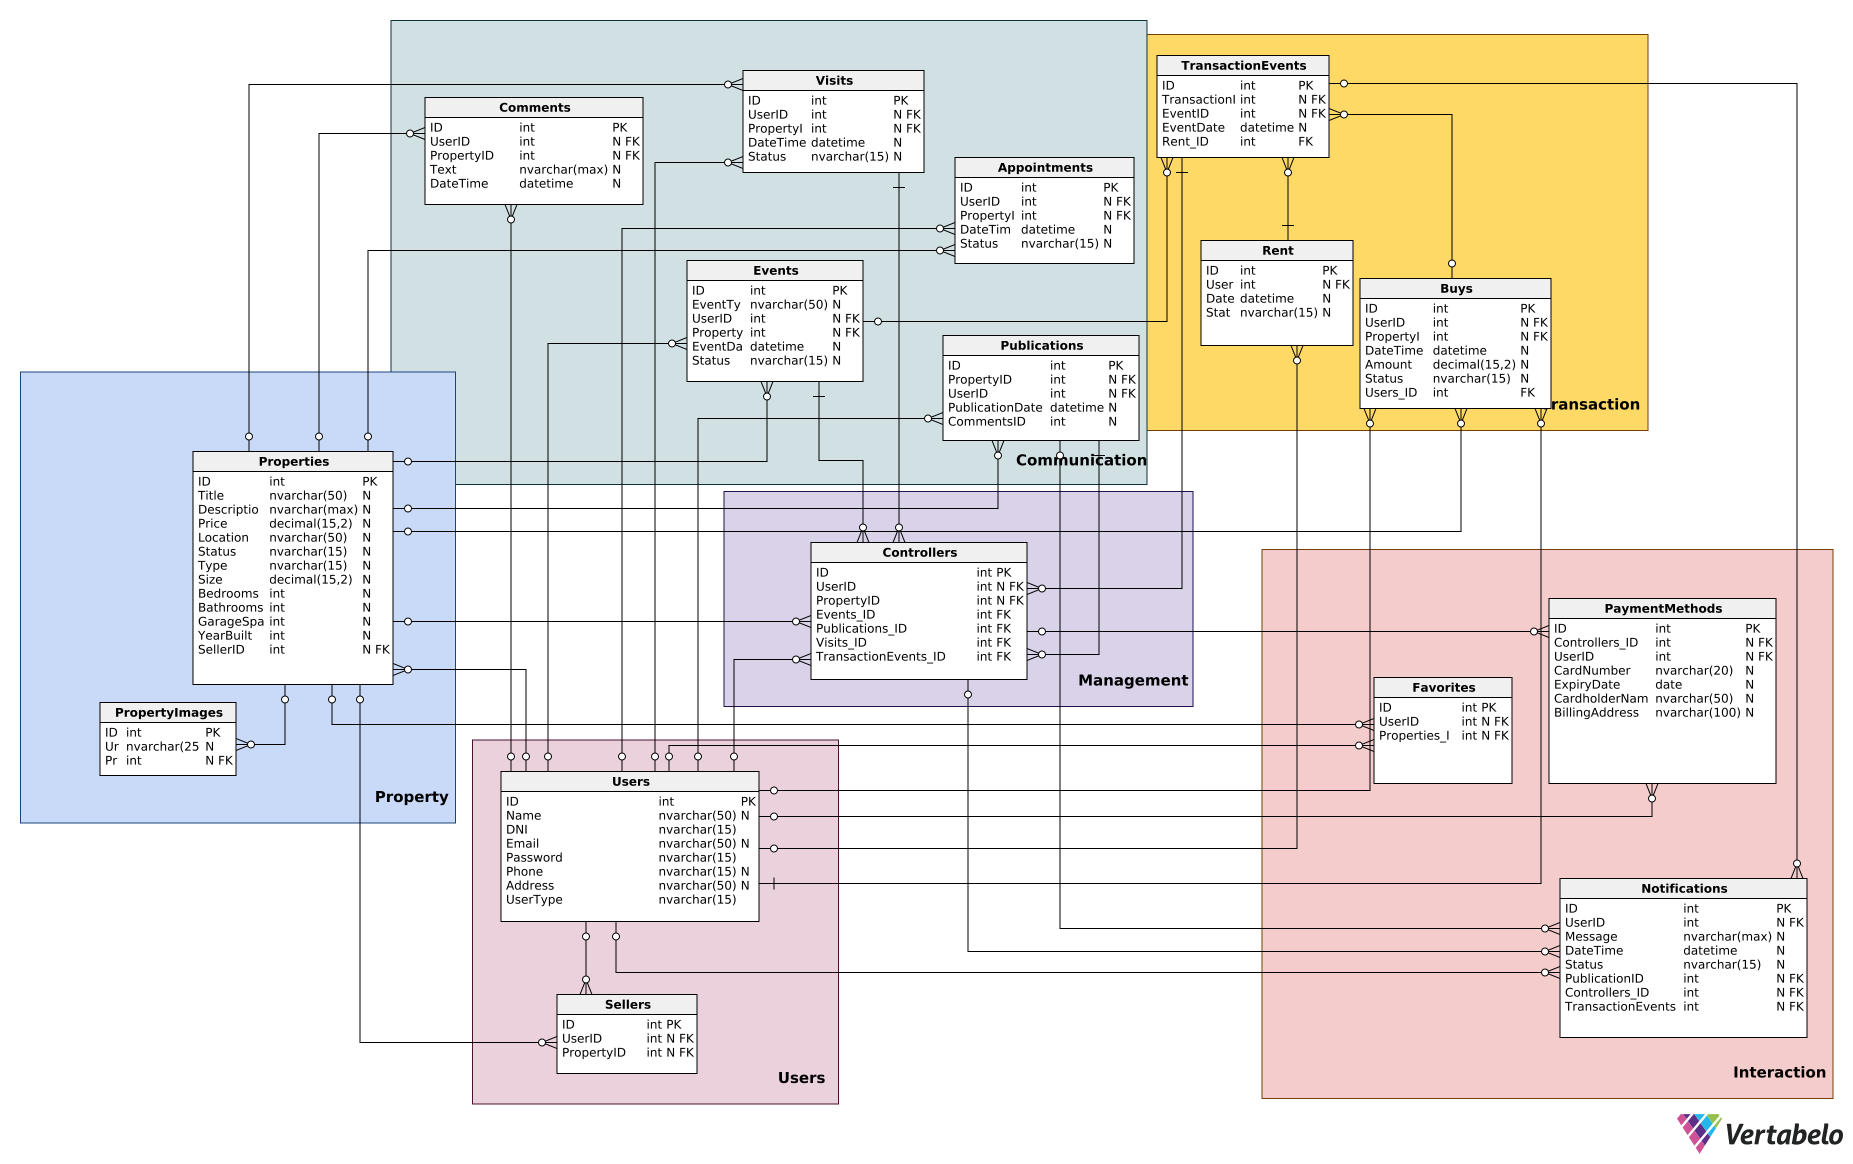 Visits
ID int PK
UserID int N FK
PropertyI int N FK
DateTime datetime N
Status nvarchar(15) N
Comments
ID int PK
UserID int N FK
PropertyID int N FK
Text nvarchar(max) N
DateTime datetime N
Appointments
ID int PK
UserID int N FK
PropertyI int N FK
DateTim datetime N
Status nvarchar(15) N
Events
ID int PK
EventTy nvarchar(50) N
UserID int N FK
Property int N FK
EventDa datetime N
Status nvarchar(15) N
Publications
ID int PK
PropertyID int N FK
UserID int N FK
PublicationDate datetime N
CommentsID int N
Communication
TransactionEvents
ID int PK
TransactionI int N FK
EventID int N FK
EventDate datetime N
Rent_ID int FK
Rent
ID int PK
User int N FK
Date datetime N
Stat nvarchar(15) N
Buys
ID int PK
UserID int N FK
PropertyI int N FK
DateTime datetime N
Amount decimal(15,2) N
Status nvarchar(15) N
Users_ID int FK
ransaction
Properties
ID int PK
Title nvarchar(50) N
Descriptio nvarchar(max) N
Price decimal(15,2) N
Location nvarchar(50) N
Status nvarchar(15) N
Type nvarchar(15) N
Size decimal(15,2) N
Bedrooms int N
Bathrooms int N
GarageSpa int N
YearBuilt int N
SellerID int N FK
PropertyImages
ID int PK
Ur nvarchar(25 N
Pr int N FK
Property
Controllers
ID int PK
UserID int N FK
PropertyID int N FK
Events_ID int FK
Publications_ID int FK
Visits_ID int FK
TransactionEvents_ID int FK
Management
Users
ID int PK
Name nvarchar(50) N
DNI nvarchar(15)
Email nvarchar(50) N
Password nvarchar(15)
Phone nvarchar(15) N
Address nvarchar(50) N
UserType nvarchar(15)
Sellers
ID int PK
UserID int N FK
PropertyID int N FK
Users
PaymentMethods
ID int PK
Controllers_ID int N FK
UserID int N FK
CardNumber nvarchar(20) N
ExpiryDate date N
CardholderNam nvarchar(50) N
BillingAddress nvarchar(100) N
Favorites
ID int PK
UserID int N FK
Properties_I int N FK
Notifications
ID int PK
UserID int N FK
Message nvarchar(max) N
DateTime datetime N
Status nvarchar(15) N
PublicationID int N FK
Controllers_ID int N FK
TransactionEvents int N FK
Interaction
Vertabelo